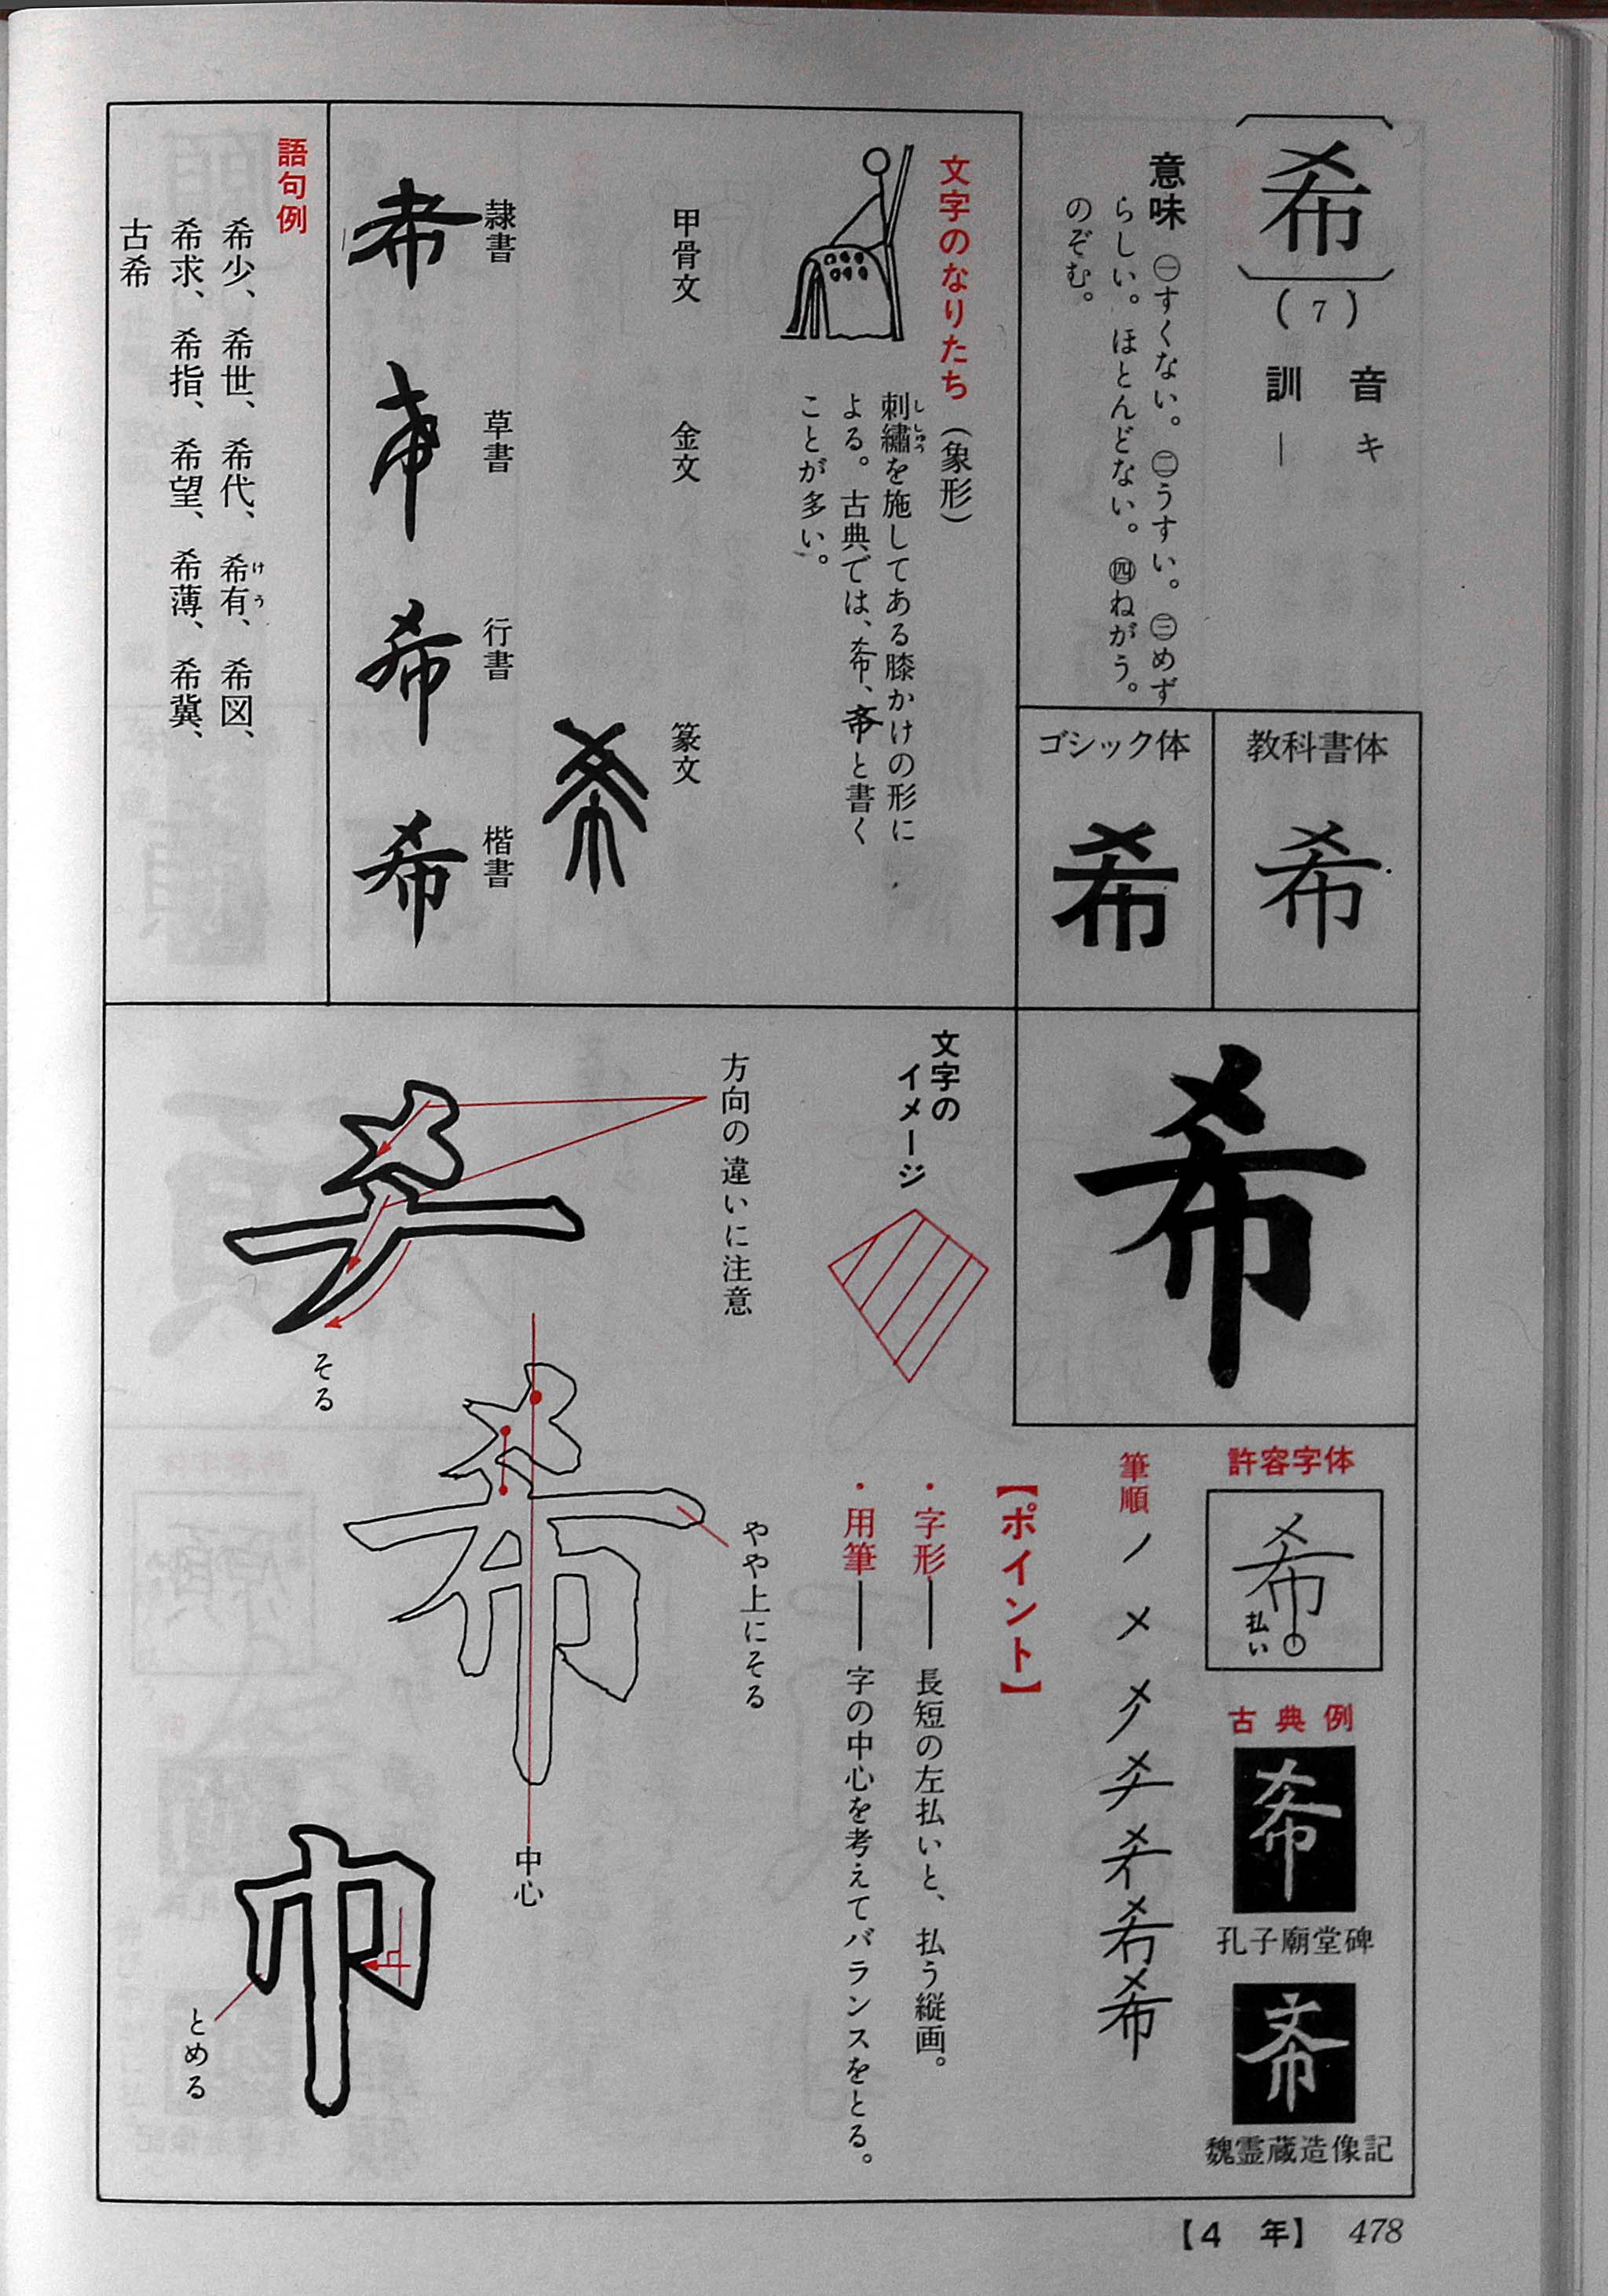 〔希〕(7)
音 キ
訓 ―
意味 ㊀すくない。㊁うすい。㊂めず
らしい。ほとんどない。㊃ねがう。
のぞむ。
教科書体
希
ゴシック体
希
文字のなりたち(象形)
刺繡を施してある膝かけの形に
ししゅう
よる。古典では、
と書く
ことが多い。
甲骨文
金文
篆文
隷書
草書
行書
希
楷書
希
語句例
希少、希世、希代、希有、希図、
けう
希求、希指、希望、希薄、希冀、
古希
希
許容字体
希
払い
古典例
希
孔子廟堂碑
魏霊蔵造像記
筆順
希
【ポイント】
・字形――長短の左払いと、払う縦画。
・用筆――字の中心を考えてバランスをとる。
文字の
イメージ
方向の違いに注意
そる
やや上にそる
希
中心
とめる
【4年】 478